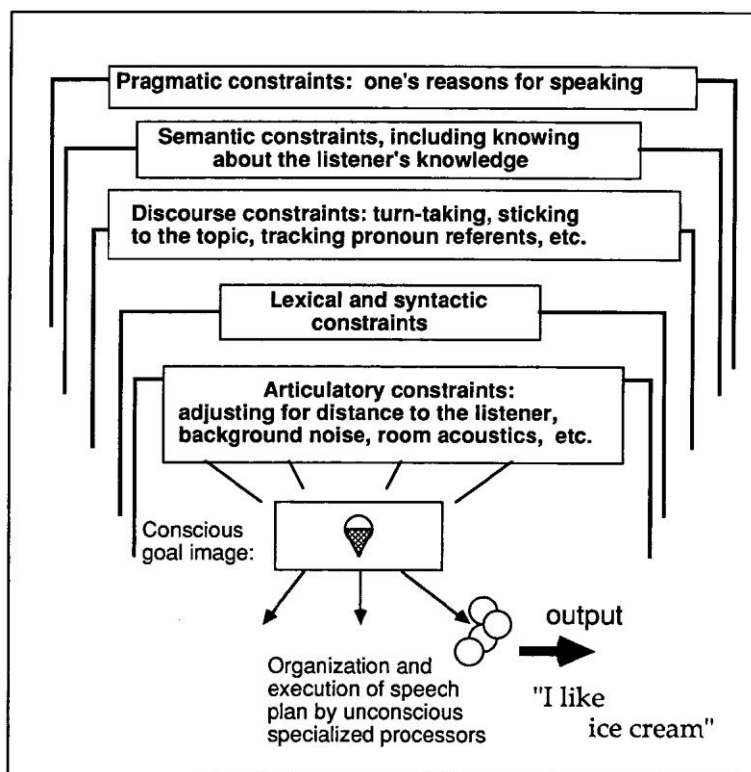 Pragmatic constraints: one's reasons for speaking
Semantic constraints, including knowing
about the listener's knowledge
Discourse constraints: turn-taking, sticking
to the topic, tracking pronoun referents, etc.
Lexical and syntactic
constraints
Articulatory constraints:
adjusting for distance to the listener,
background noise, room acoustics, etc.
Conscious
goal image:
output
Organization and
execution of speech
plan by unconscious
specialized processors
"I like
ice cream"